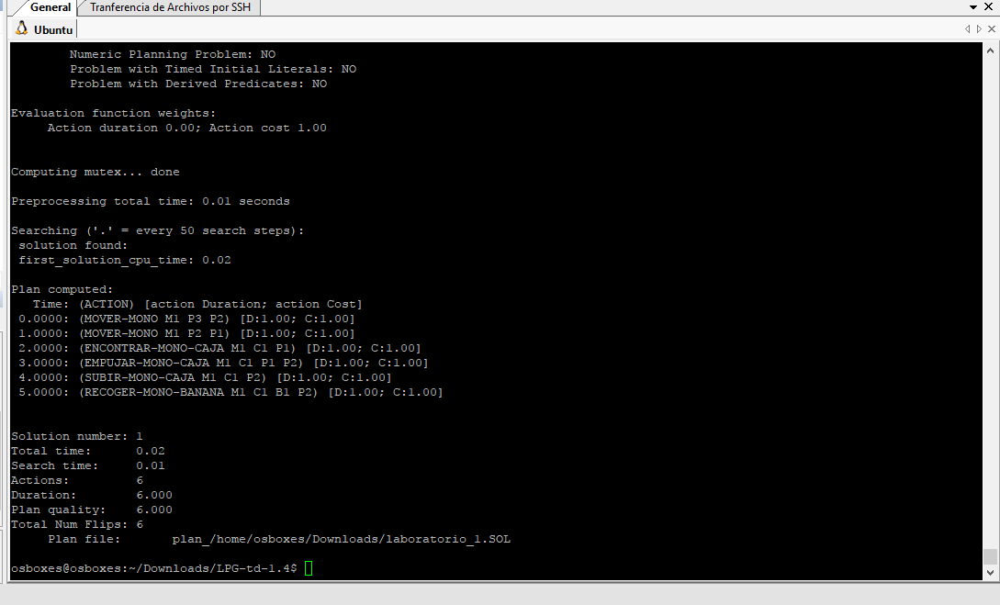 General Tranferencia de Archivos por SSH
Ubuntu
Numeric Planning Problem: NO
Problem with Timed Initial Literals: NO
Problem with Derived Predicates: NO
Evaluation function weights:
Action duration 0.00; Action cost 1.00
Computing mutex... done
Preprocessing total time: 0.01 seconds
Searching ('.' = every 50 search steps):
solution found:
first_solution_cpu_time: 0.02
Plan computed:
Time: (ACTION) [action Duration; action Cost]
0.0000: (MOVER-MONO M1 P3 P2) [D:1.00; C:1.00]
1.0000: (MOVER-MONO M1 P2 P1) [D:1.00; C:1.00]
2.0000: (ENCONTRAR-MONO-CAJA M1 C1 P1) [D:1.00; C:1.00]
3.0000: (EMPUJAR-MONO-CAJA M1 C1 P1 P2) [D:1.00; C:1.00]
4.0000: (SUBIR-MONO-CAJA M1 C1 P2) [D:1.00; C:1.00]
5.0000: (RECOGER-MONO-BANANA M1 C1 B1 P2) [D:1.00; C:1.00]
Solution number: 1
Total time: 0.02
Search time: 0.01
Actions: 6
Duration: 6.000
Plan quality: 6.000
Total Num Flips: 6
Plan file: plan_/home/osboxes/Downloads/laboratorio_1.SOL
osboxes@osboxes:~/Downloads/LPG-td-1.4$